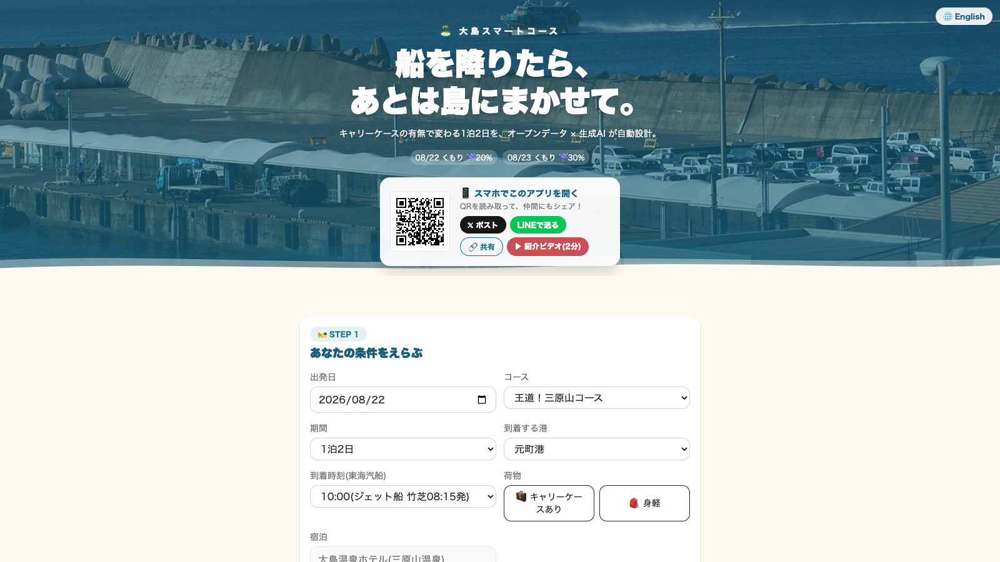 🌐 English
🏝️ 大島スマートコース
船を降りたら、
あとは島にまかせて。
キャリーケースの有無で変わる1泊2日を、オープンデータ × 生成AI が自動設計。
08/22 くもり ☔20% 08/23 くもり ☔30%
📱 スマホでこのアプリを開く
QRを読み取って、仲間にもシェア！
𝕏 ポスト LINEで送る
🔗 共有 ▶ 紹介ビデオ(2分)
🎫 STEP 1
あなたの条件をえらぶ
出発日 コース
2026/08/22 王道！三原山コース
期間 到着する港
1泊2日 元町港
到着時刻(東海汽船) 荷物
10:00(ジェット船 竹芝08:15発) 🧳 キャリーケー
スあり 🎒 身軽
宿泊
大島温泉ホテル(三原山温泉)